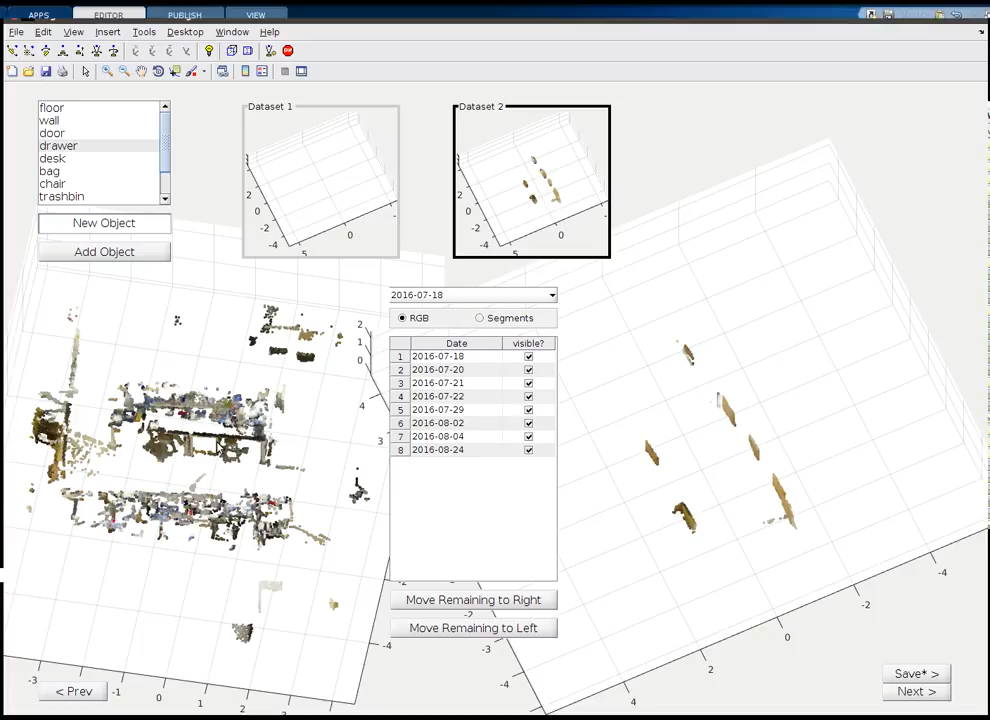 APPS EDITOR PUBLISH VIEW
File Edit View Insert Tools Desktop Window Help
floor
wall
door
drawer
desk
bag
chair
trashbin
New Object
Add Object
Dataset 1
2
0
-2
-4
5
0
Dataset 2
2
0
-2
-4
5
0
2016-07-18
RGB Segments
Date visible?
1 2016-07-18
2 2016-07-20
3 2016-07-21
4 2016-07-22
5 2016-07-29
6 2016-08-02
7 2016-08-04
8 2016-08-24
Move Remaining to Right
Move Remaining to Left
2
1
0
4
3
-2
-4
-3
-1
0
1
2
3
-2
-3
-4
4
2
0
-2
-4
< Prev
Save* >
Next >